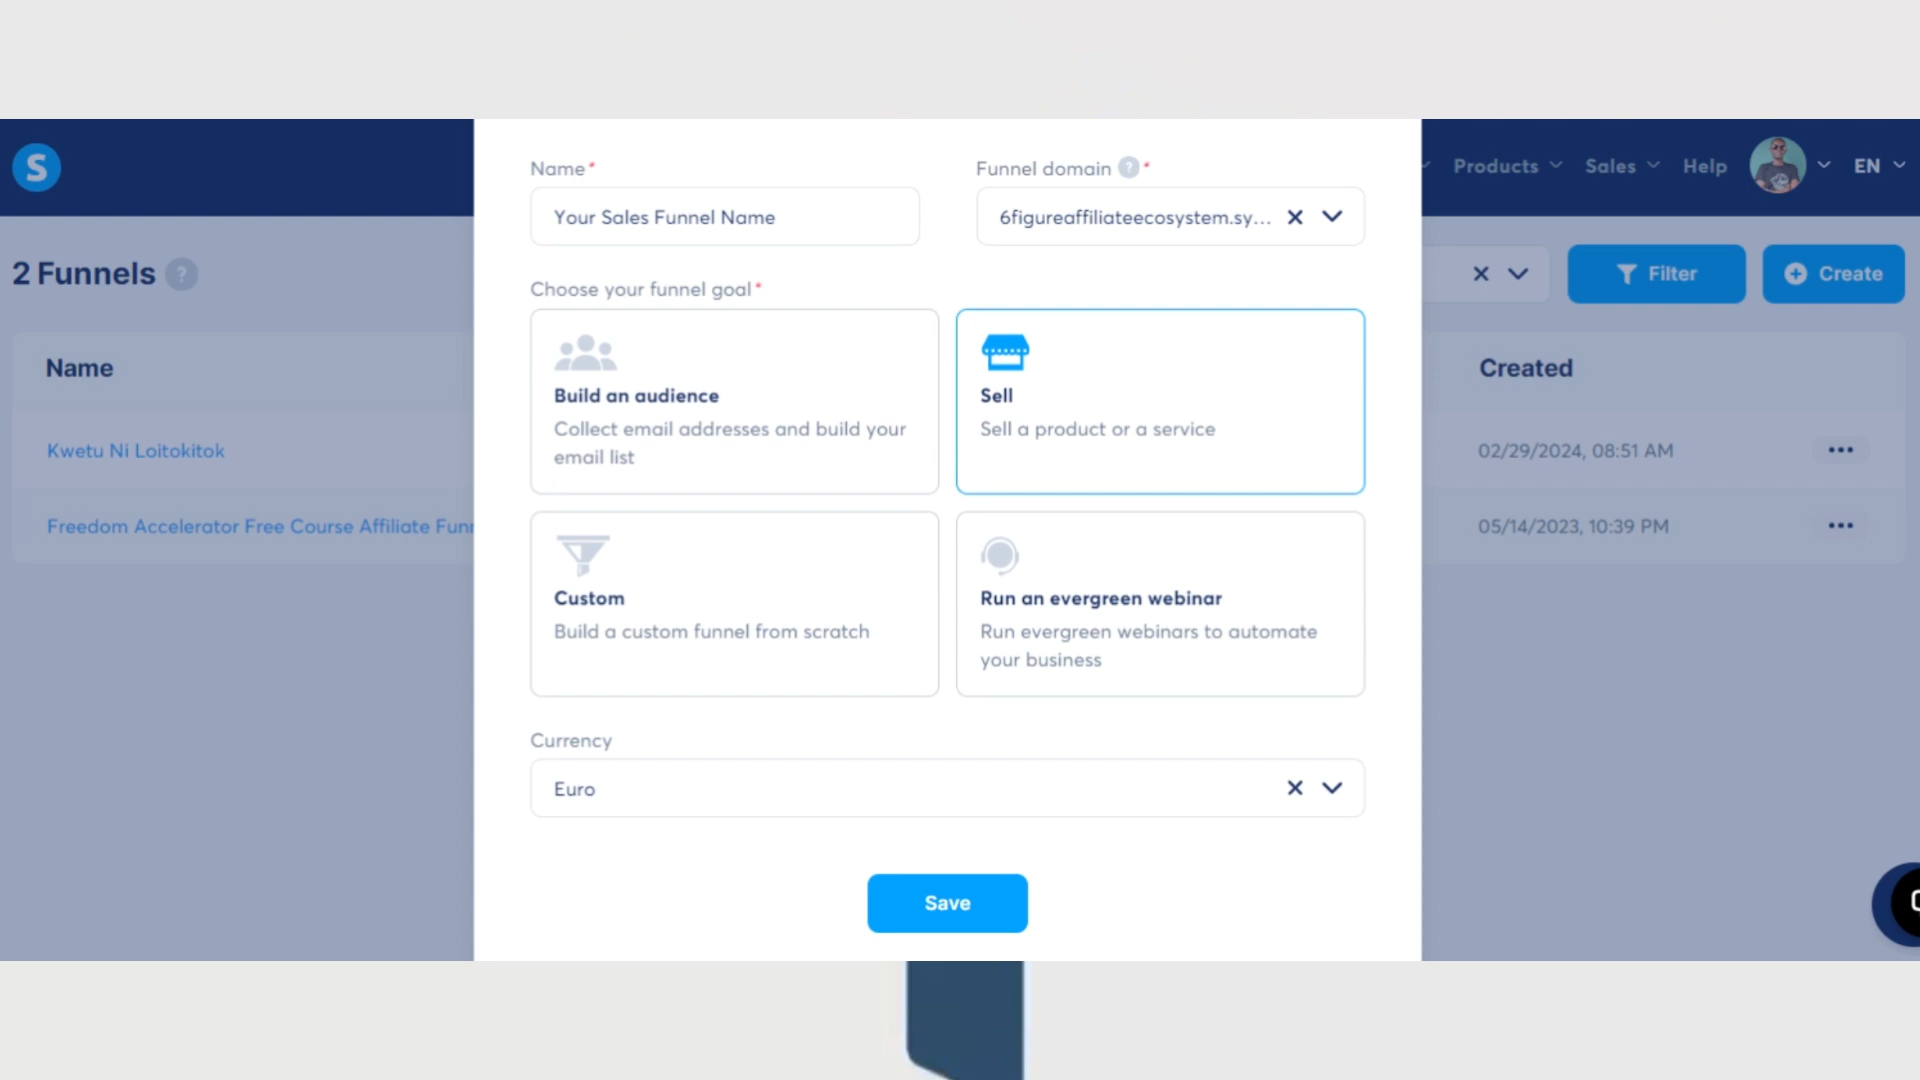 S
Products
Sales
Help
EN
2 Funnels ?
Filter
Create
Name
Created
Kwetu Ni Loitokitok
02/29/2024, 08:51 AM
Freedom Accelerator Free Course Affiliate
05/14/2023, 10:39 PM
Name*
Your Sales Funnel Name
Funnel domain ? *
6figureaffiliateecosystem.sy...
Choose your funnel goal*
Build an audience
Collect email addresses and build your
email list
Sell
Sell a product or a service
Custom
Build a custom funnel from scratch
Run an evergreen webinar
Run evergreen webinars to automate
your business
Currency
Euro
Save